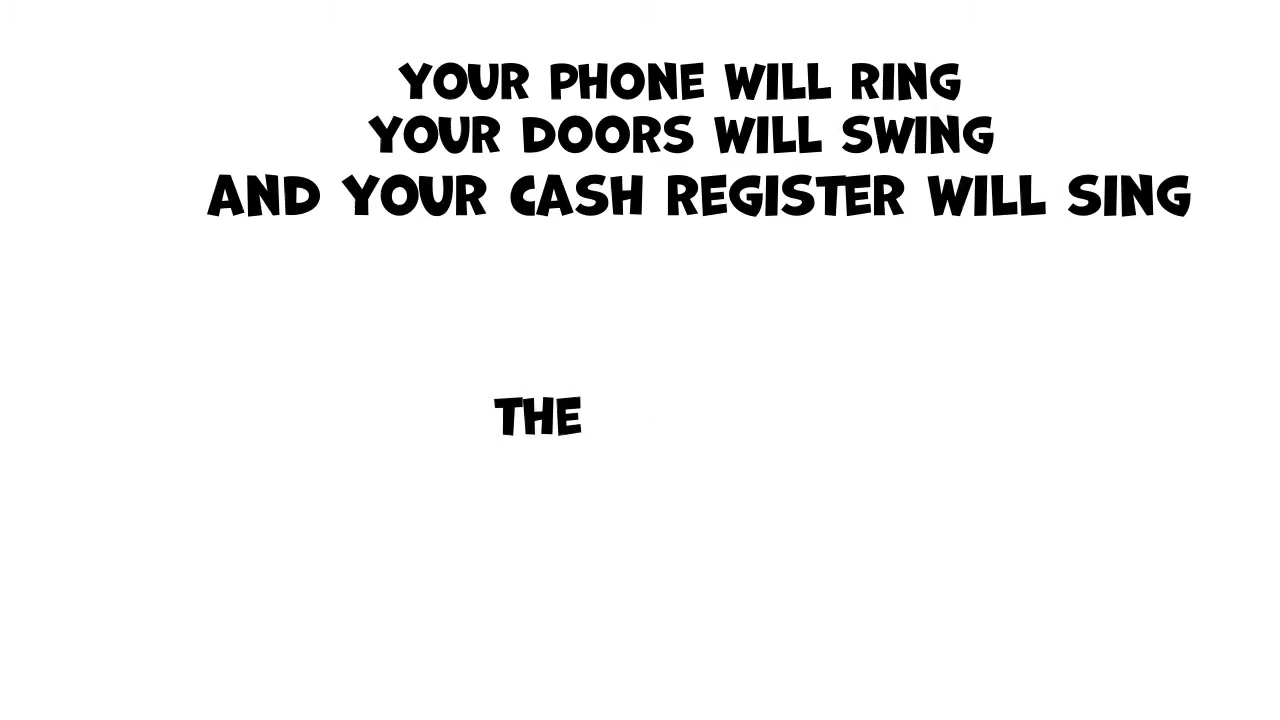 YOUR PHONE WILL RING
YOUR DOORS WILL SWING
AND YOUR CASH REGISTER WILL SING
THE